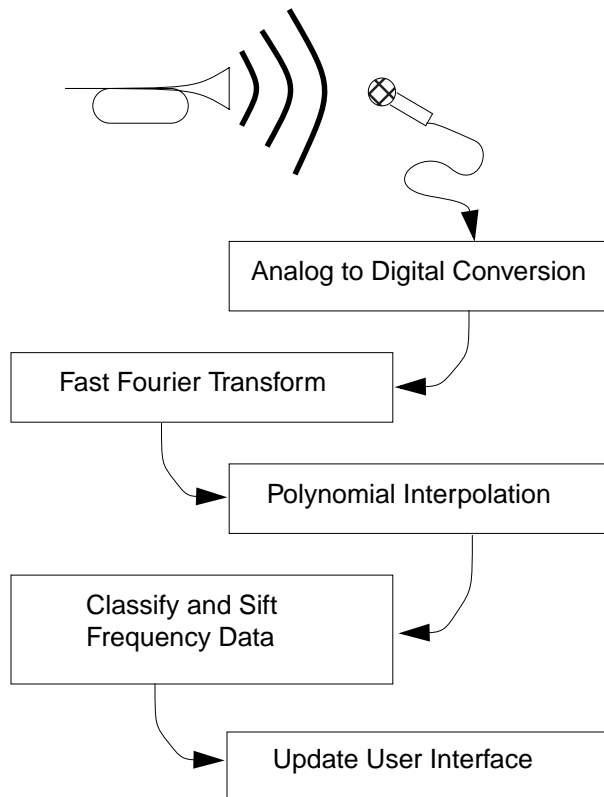 Analog to Digital Conversion
Fast Fourier Transform
Polynomial Interpolation
Classify and Sift
Frequency Data
Update User Interface